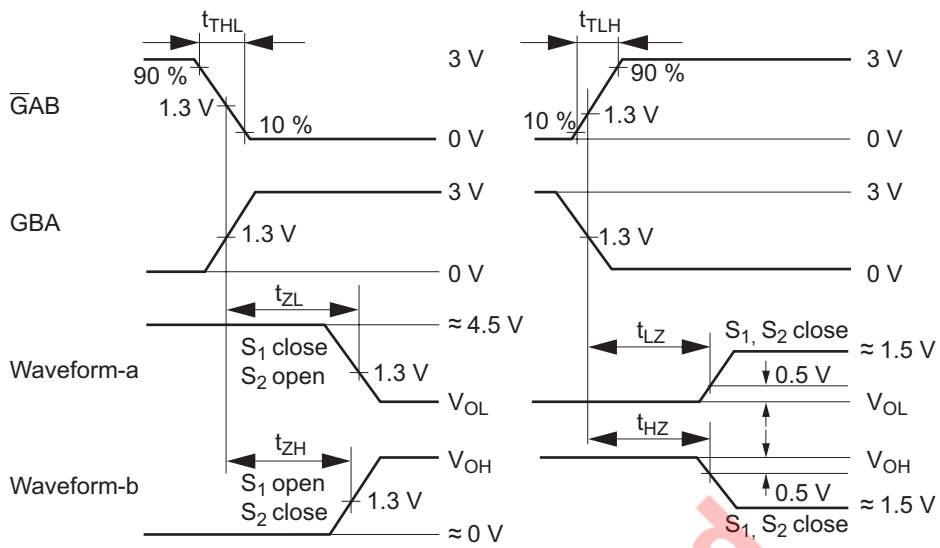 tTHL
tTLH
3 V
90 %
1.3 V
10 %
0 V
G̅AB
3 V
90 %
1.3 V
10 %
0 V
GBA
3 V
1.3 V
0 V
3 V
1.3 V
0 V
Waveform-a
tZL
≈ 4.5 V
S1 close
S2 open
1.3 V
VOL
tLZ
S1, S2 close
≈ 1.5 V
0.5 V
VOL
Waveform-b
tZH
VOH
S1 open
S2 close
1.3 V
≈ 0 V
tHZ
VOH
0.5 V
≈ 1.5 V
S1, S2 close